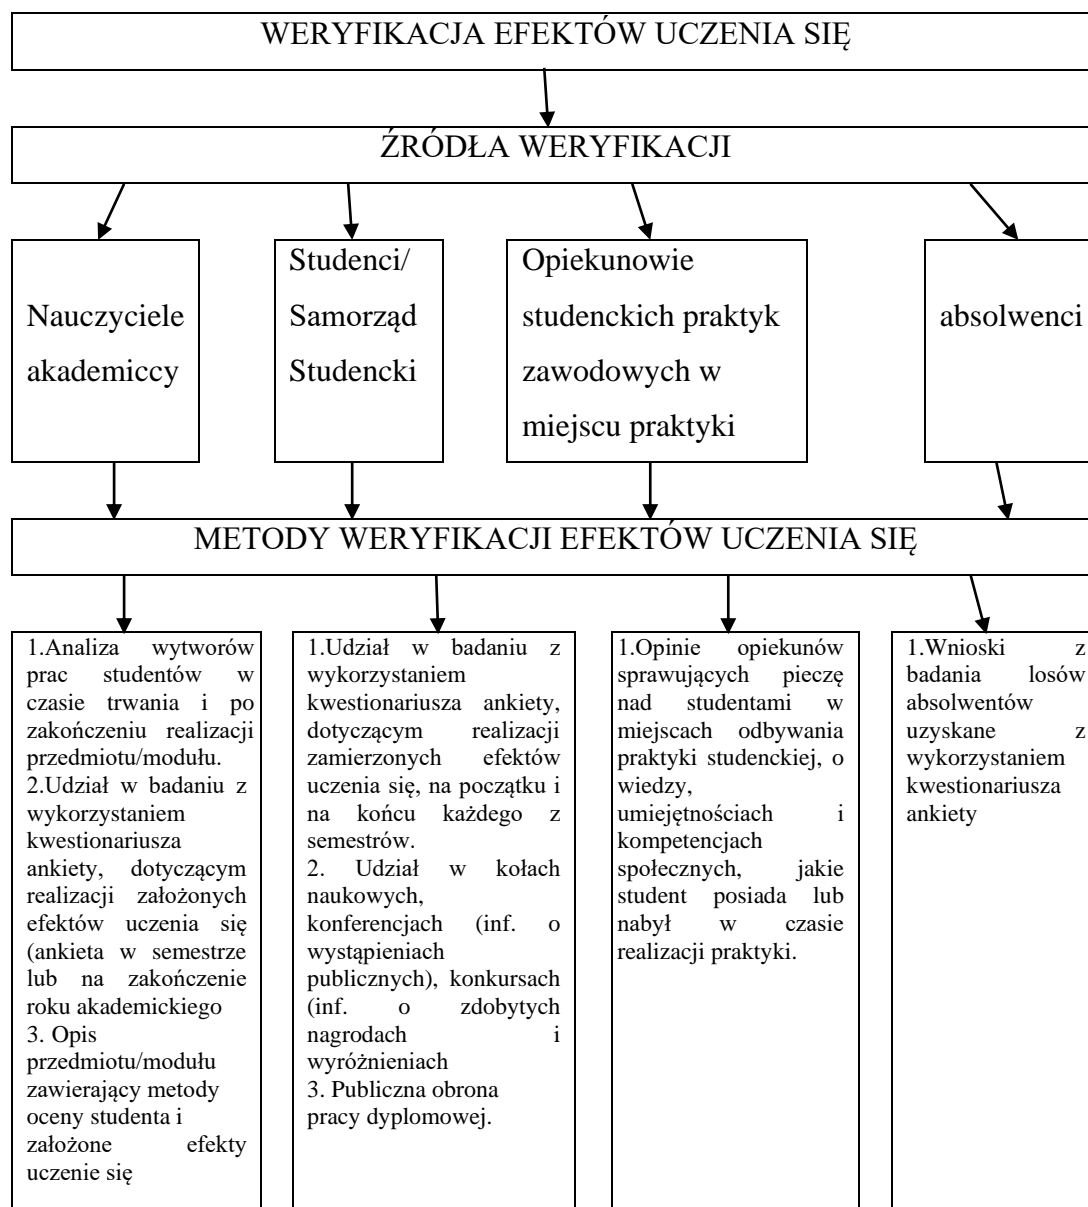 WERYFIKACJA EFEKTÓW UCZENIA SIĘ
ŹRÓDŁA WERYFIKACJI
Nauczyciele
akademiccy
Studenci/
Samorząd
Studencki
Opiekunowie
studenckich praktyk
zawodowych w
miejscu praktyki
absolwenci
METODY WERYFIKACJI EFEKTÓW UCZENIA SIĘ
1.Analiza wytworów
prac studentów w
czasie trwania i po
zakończeniu realizacji
przedmiotu/modułu.
2.Udział w badaniu z
wykorzystaniem
kwestionariusza
ankiety, dotyczącym
realizacji założonych
efektów uczenia się
(ankieta w semestrze
lub na zakończenie
roku akademickiego
3. Opis
przedmiotu/modułu
zawierający metody
oceny studenta i
założone efekty
uczenie się
1.Udział w badaniu z
wykorzystaniem
kwestionariusza ankiety,
dotyczącym realizacji
zamierzonych efektów
uczenia się, na początku i
na końcu każdego z
semestrów.
2. Udział w kołach
naukowych,
konferencjach (inf. o
wystąpieniach
publicznych), konkursach
(inf. o zdobytych
nagrodach i
wyróżnieniach
3. Publiczna obrona
pracy dyplomowej.
1.Opinie opiekunów
sprawujących pieczę
nad studentami w
miejscach odbywania
praktyki studenckiej, o
wiedzy,
umiejętnościach i
kompetencjach
społecznych, jakie
student posiada lub
nabył w czasie
realizacji praktyki.
1.Wnioski z
badania losów
absolwentów
uzyskane z
wykorzystaniem
kwestionariusza
ankiety